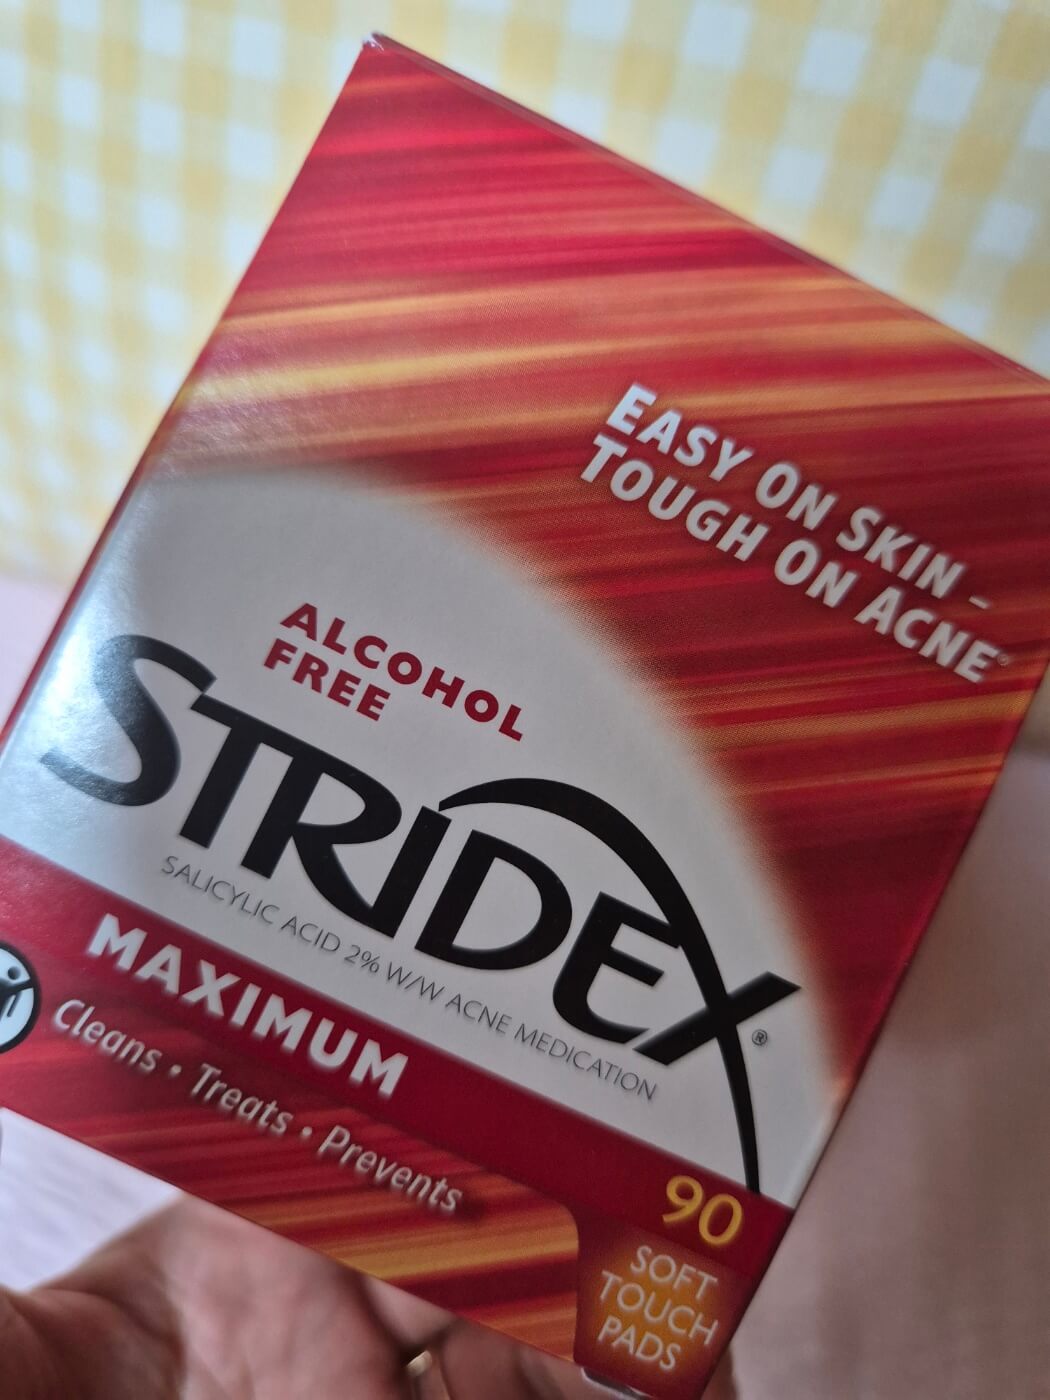 EASY ON SKIN –
TOUGH ON ACNE®
ALCOHOL
FREE
STRIDEX®
SALICYLIC ACID 2% W/W ACNE MEDICATION
MAXIMUM
Cleans • Treats • Prevents
90
SOFT
TOUCH
PADS